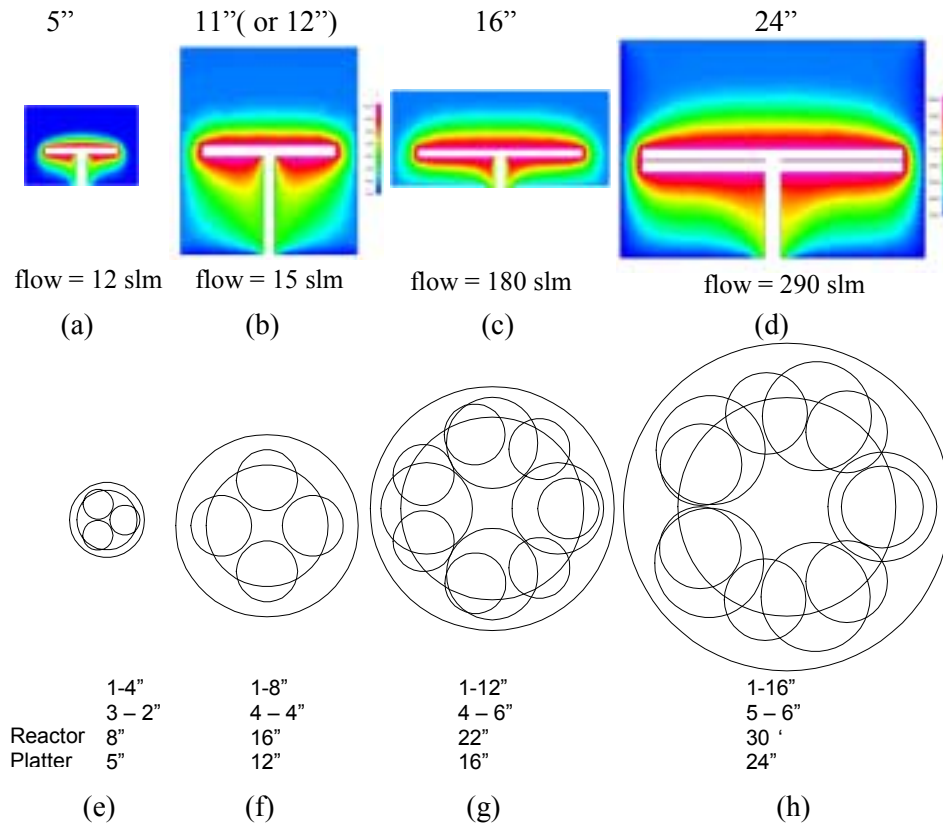 5” 11”( or 12”) 16” 24”
flow = 12 slm flow = 15 slm flow = 180 slm flow = 290 slm
(a) (b) (c) (d)
1-4” 1-8” 1-12” 1-16”
3 – 2” 4 – 4” 4 – 6” 5 – 6”
Reactor 8” 16” 22” 30 ‘
Platter 5” 12” 16” 24”
(e) (f) (g) (h)